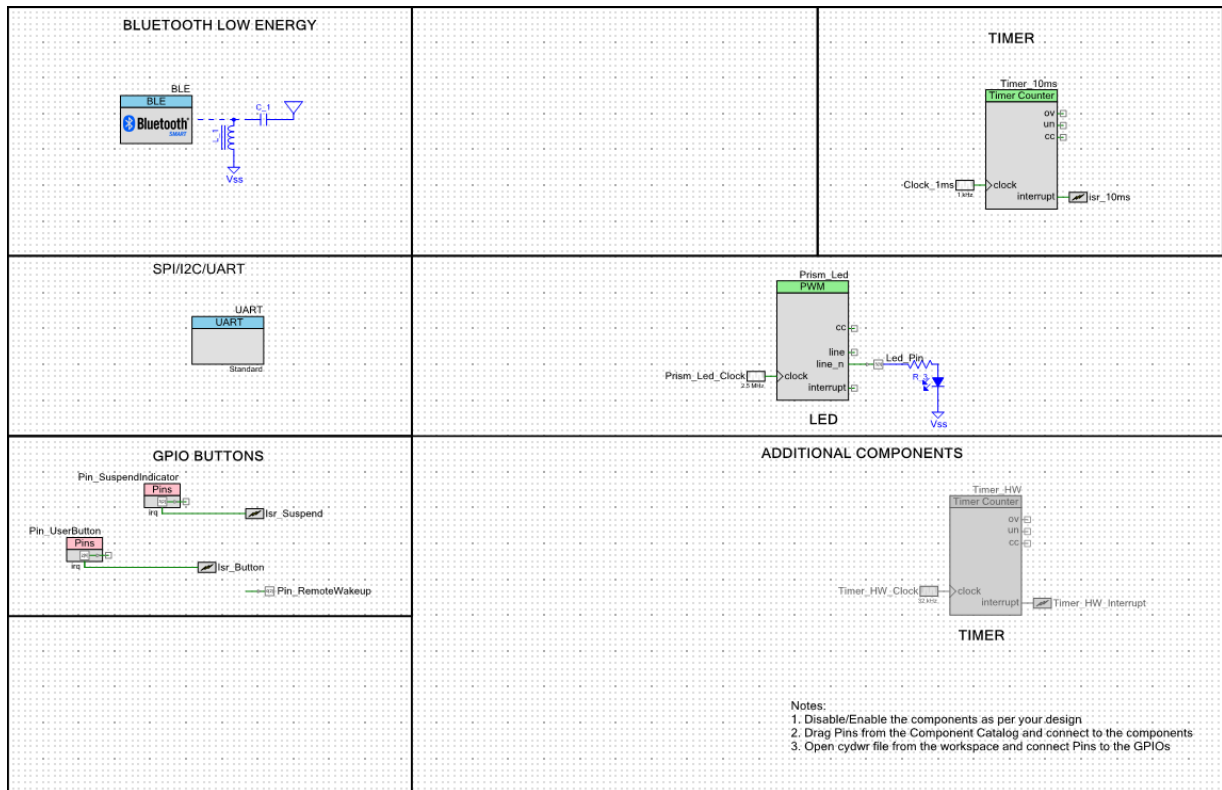 BLUETOOTH LOW ENERGY
BLE
BLE
Bluetooth
SMART
C_1
L_1
Vss
TIMER
Timer_10ms
Timer Counter
ov
un
cc
Clock_1ms
1 kHz
clock
interrupt
isr_10ms
SPI/I2C/UART
UART
UART
Standard
Prism_Led
PWM
cc
line
line_n
Led_Pin
Prism_Led_Clock
clock
interrupt
Vss
LED
GPIO BUTTONS
Pin_SuspendIndicator
Pins
irq
Isr_Suspend
Pin_UserButton
Pins
irq
Isr_Button
Pin_RemoteWakeup
ADDITIONAL COMPONENTS
Timer_HW
Timer Counter
ov
un
cc
Timer_HW_Clock
32 kHz
clock
interrupt
Timer_HW_Interrupt
TIMER
Notes:
1. Disable/Enable the components as per your design
2. Drag Pins from the Component Catalog and connect to the components
3. Open cydwr file from the workspace and connect Pins to the GPIOs